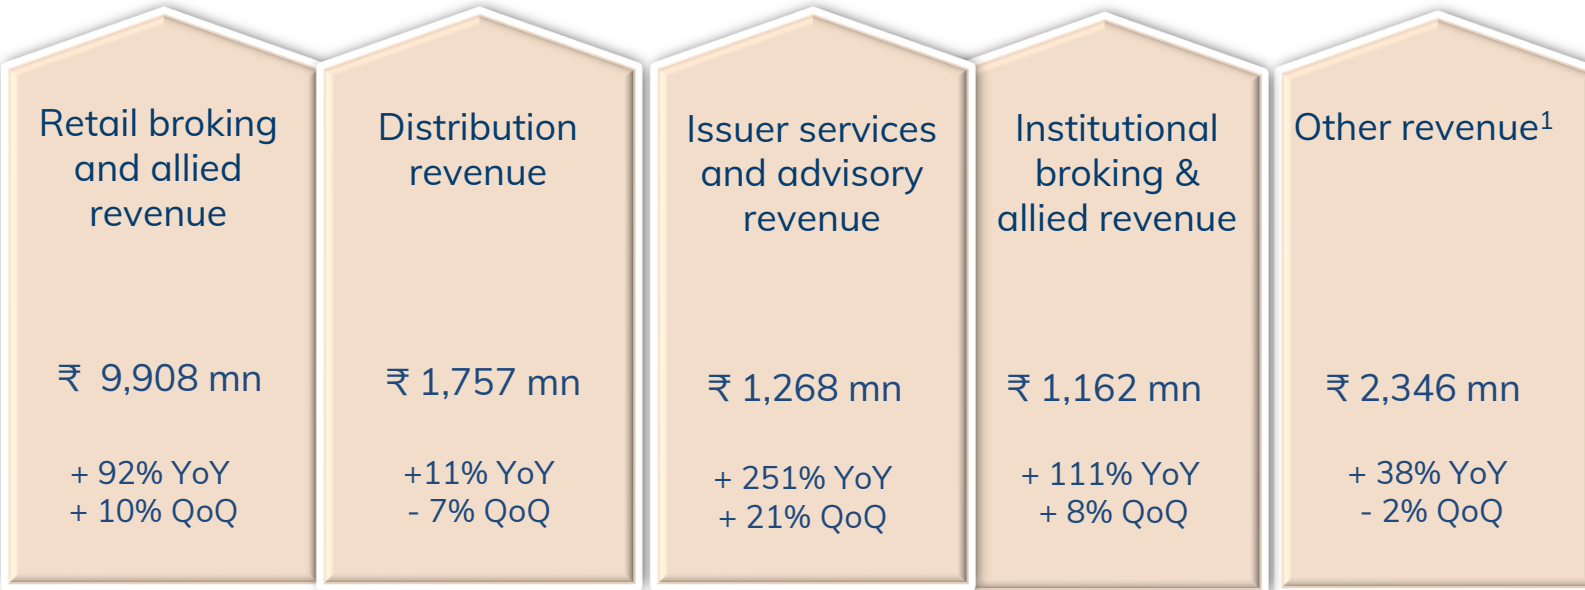 Retail broking
and allied
revenue
₹ 9,908 mn
+ 92% YoY
+ 10% QoQ
Distribution
revenue
₹ 1,757 mn
+11% YoY
- 7% QoQ
Issuer services
and advisory
revenue
₹ 1,268 mn
+ 251% YoY
+ 21% QoQ
Institutional
broking &
allied revenue
₹ 1,162 mn
+ 111% YoY
+ 8% QoQ
Other revenue¹
₹ 2,346 mn
+ 38% YoY
- 2% QoQ